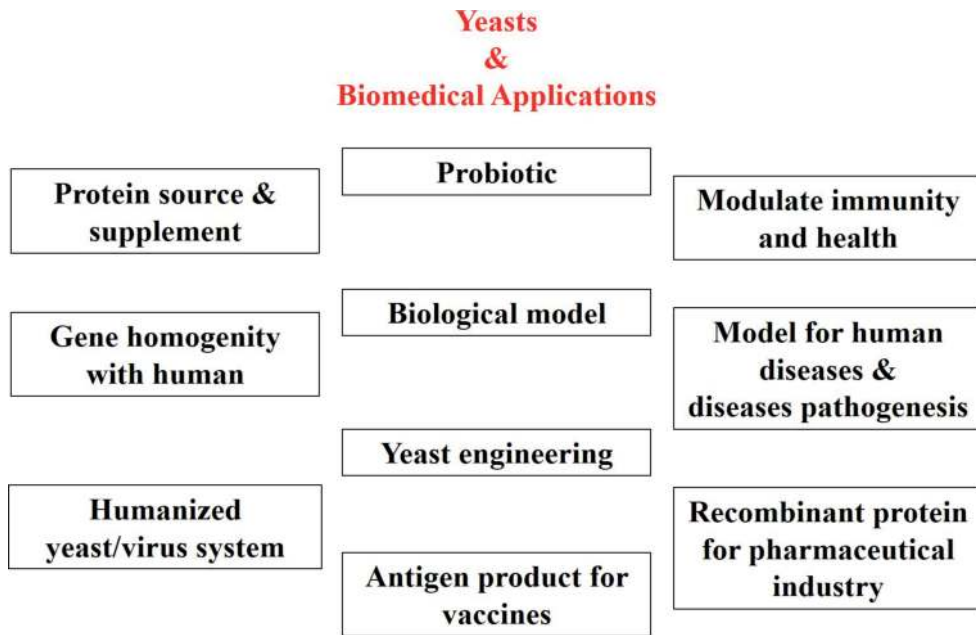 Yeasts
&
Biomedical Applications
Probiotic
Protein source &
supplement
Modulate immunity
and health
Biological model
Gene homogenity
with human
Model for human
diseases &
diseases pathogenesis
Yeast engineering
Humanized
yeast/virus system
Recombinant protein
for pharmaceutical
industry
Antigen product for
vaccines